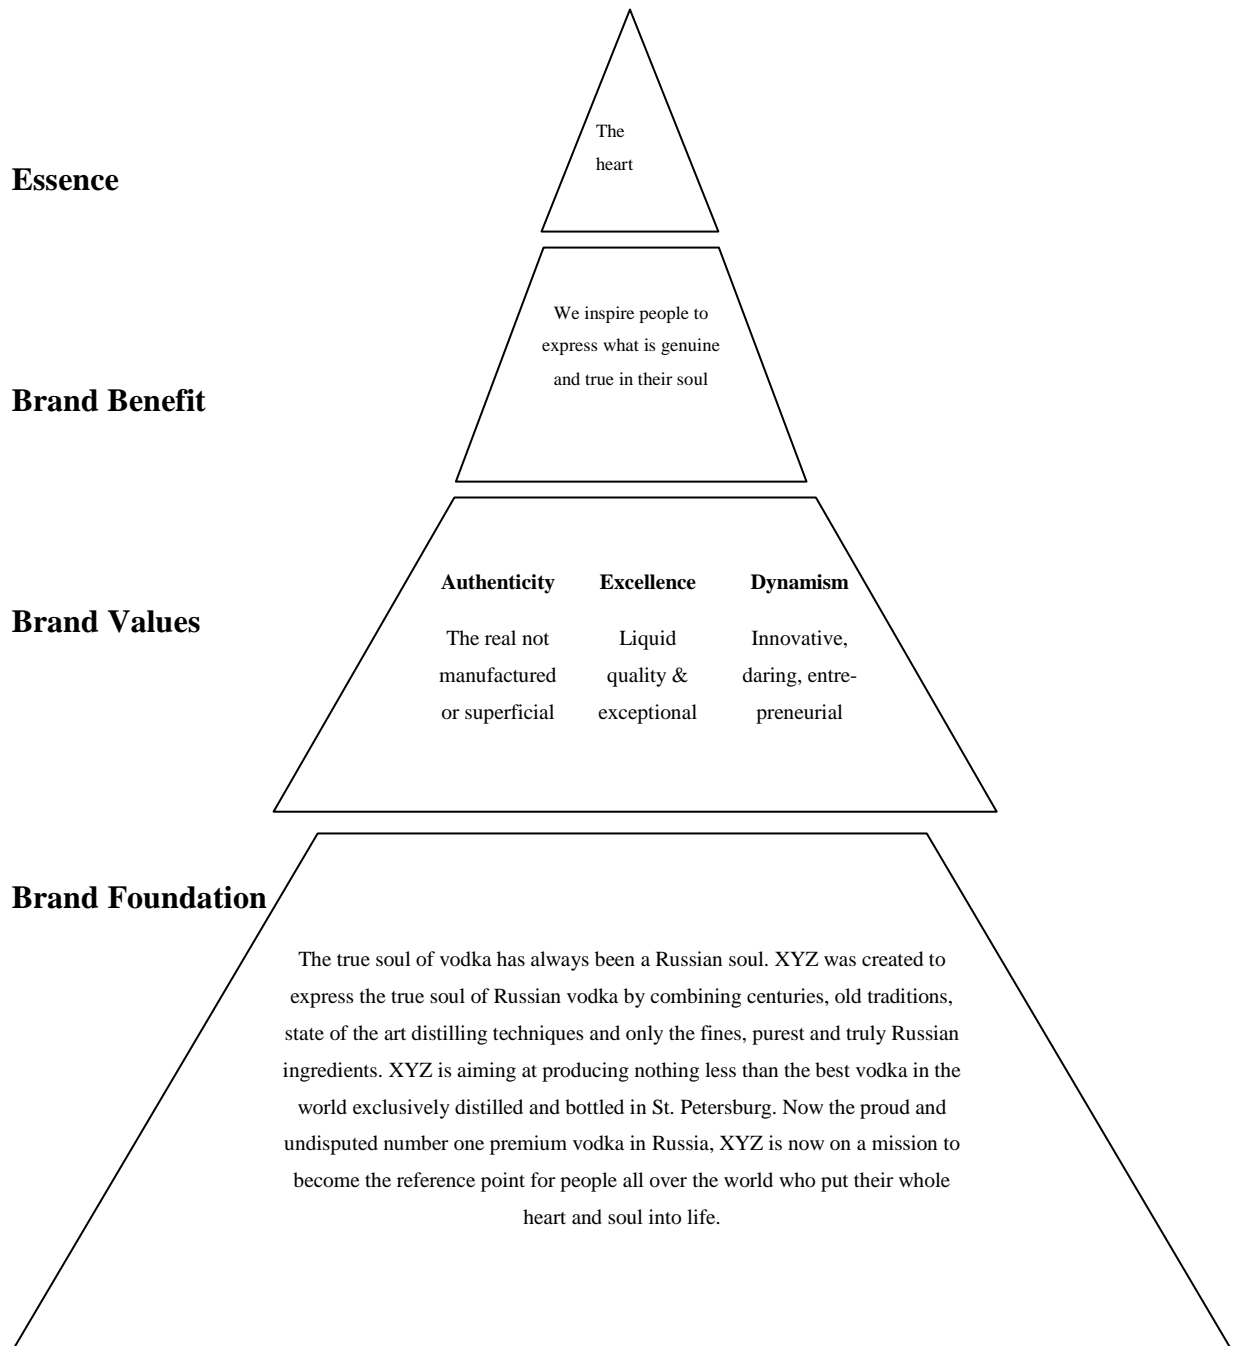 The
heart
Essence
We inspire people to
express what is genuine
and true in their soul
Brand Benefit
Authenticity Excellence Dynamism
Brand Values
The real not Liquid Innovative,
manufactured quality & daring, entre-
or superficial exceptional preneurial
Brand Foundation
The true soul of vodka has always been a Russian soul. XYZ was created to
express the true soul of Russian vodka by combining centuries, old traditions,
state of the art distilling techniques and only the fines, purest and truly Russian
ingredients. XYZ is aiming at producing nothing less than the best vodka in the
world exclusively distilled and bottled in St. Petersburg. Now the proud and
undisputed number one premium vodka in Russia, XYZ is now on a mission to
become the reference point for people all over the world who put their whole
heart and soul into life.